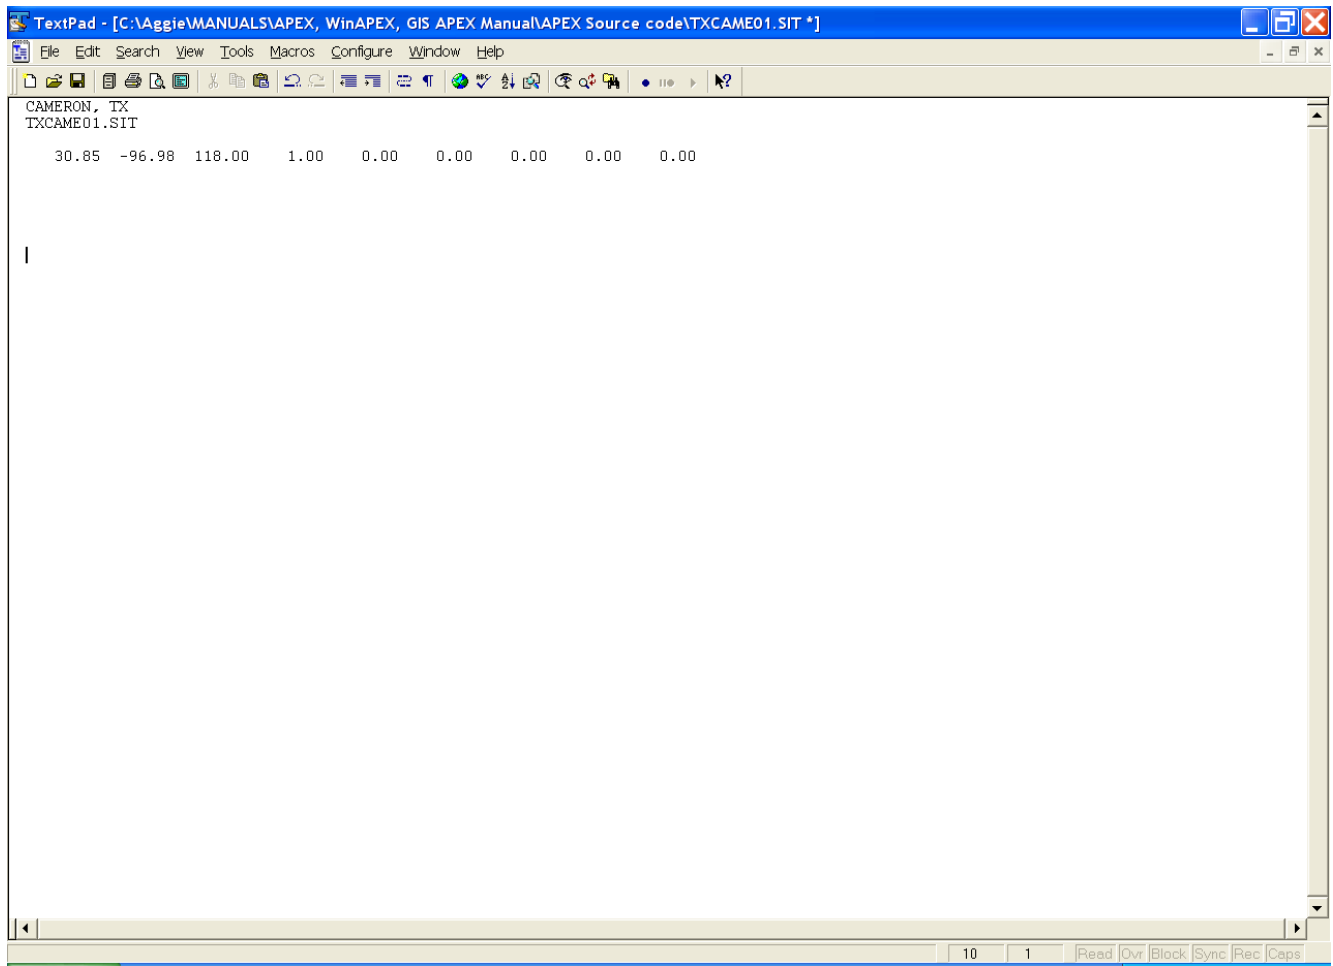 TextPad - [C:\Aggie\MANUALS\APEX, WinAPEX, GIS APEX Manual\APEX Source code\TXCAME01.SIT *]
File Edit Search View Tools Macros Configure Window Help
CAMERON, TX
TXCAME01.SIT
30.85 -96.98 118.00 1.00 0.00 0.00 0.00 0.00 0.00
10 1 Read Ovr Block Sync Rec Caps